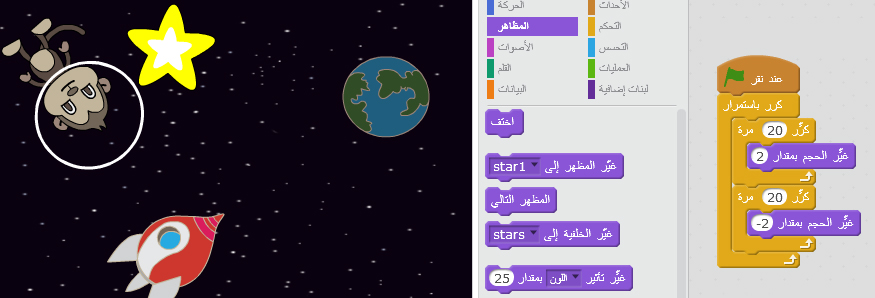 الحركة
المظاهر
الأصوات
القلم
البيانات
الأحداث
التحكم
التحسس
العمليات
لبنات إضافية
اختف
غيّر المظهر إلى star1
المظهر التالي
غيّر الخلفية إلى stars
غيّر تأثير اللون بمقدار 25
عند نقر
كرر باستمرار
كرّر 20 مرة
غيّر الحجم بمقدار 2
كرّر 20 مرة
غيّر الحجم بمقدار -2